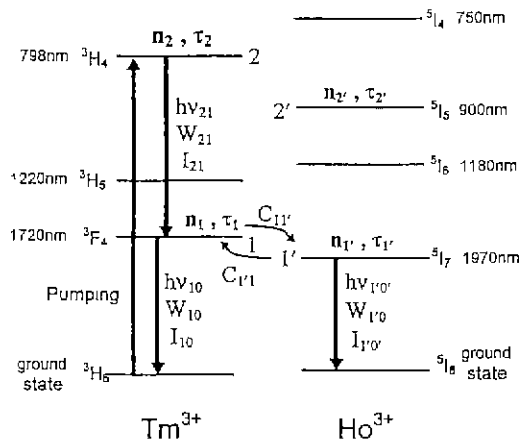 ⁵I₄ 750nm
n₂ , τ₂
798nm ³H₄ 2
n₂' , τ₂'
hν₂₁
2' ⁵I₅ 900nm
W₂₁
I₂₁
⁵I₆ 1180nm
1220nm ³H₅
n₁ , τ₁ C₁₁'
1720nm ³F₄ 1
n₁' , τ₁'
1' ⁵I₇ 1970nm
C₁'₁
Pumping
hν₁₀ hν₁'₀'
W₁₀ W₁'₀
I₁₀ I₁'₀'
ground state ³H₆
⁵I₈ ground state
Tm³⁺ Ho³⁺